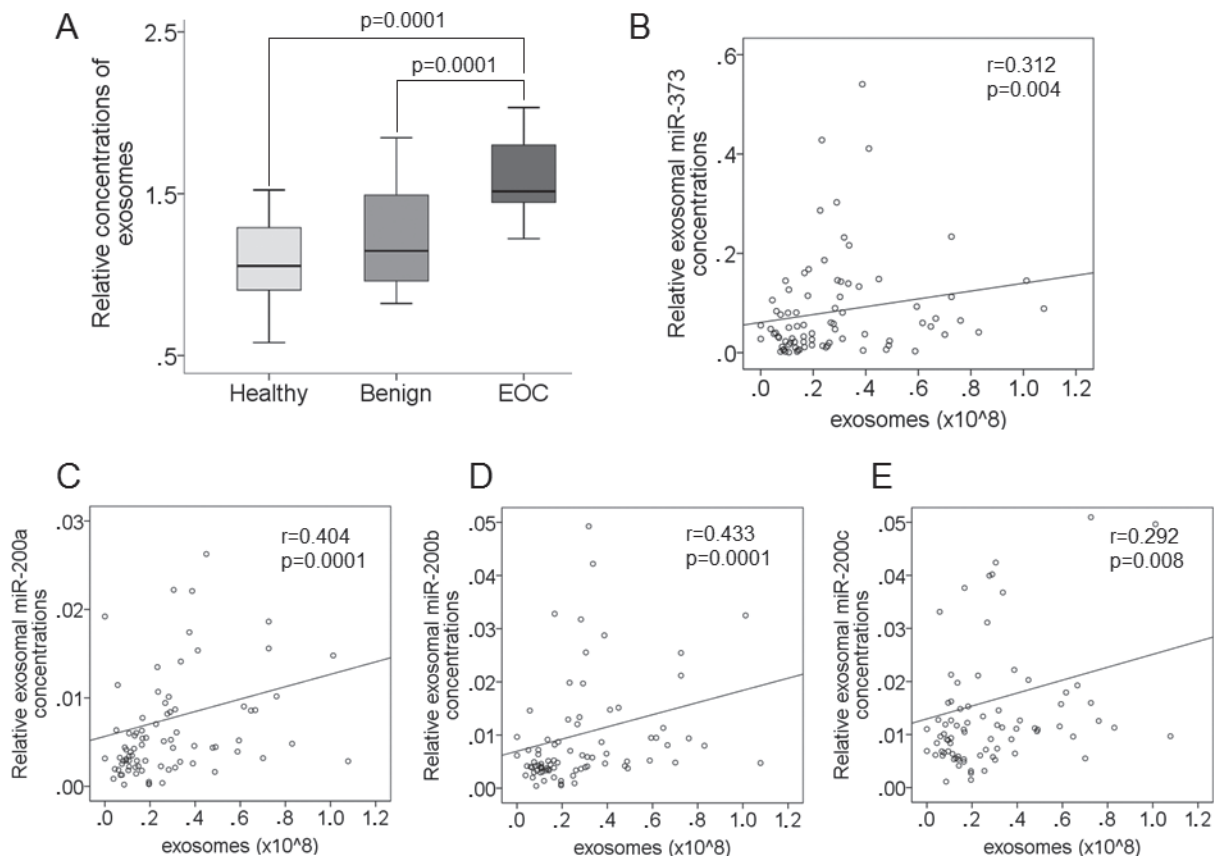 A
Relative concentrations of
exosomes
2.5
1.5
.5
p=0.0001
p=0.0001
Healthy
Benign
EOC
B
Relative exosomal miR-373
concentrations
.6
.4
.2
.0
r=0.312
p=0.004
.0 .2 .4 .6 .8 1.0 1.2
exosomes (x10^8)
C
Relative exosomal miR-200a
concentrations
.03
.02
.01
.00
r=0.404
p=0.0001
.0 .2 .4 .6 .8 1.0 1.2
exosomes (x10^8)
D
Relative exosomal miR-200b
concentrations
.05
.04
.03
.02
.01
.00
r=0.433
p=0.0001
.0 .2 .4 .6 .8 1.0 1.2
exosomes (x10^8)
E
Relative exosomal miR-200c
concentrations
.05
.04
.03
.02
.01
.00
r=0.292
p=0.008
.0 .2 .4 .6 .8 1.0 1.2
exosomes (x10^8)